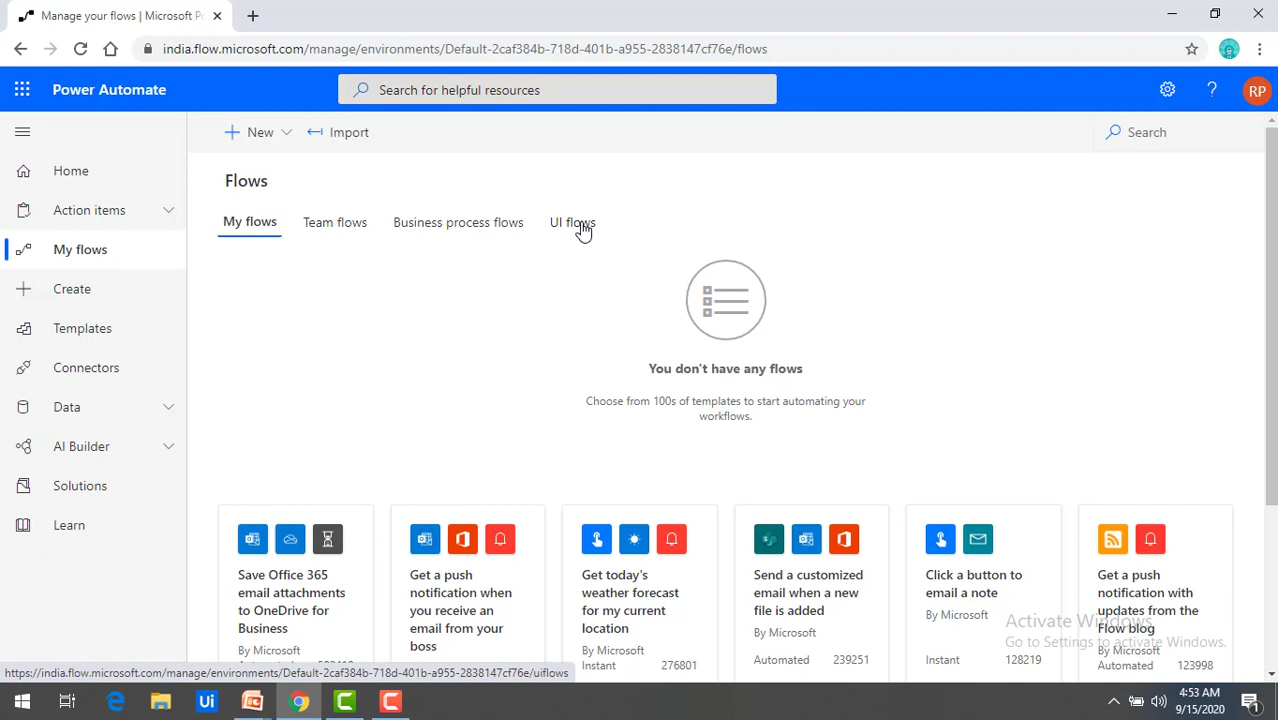 Manage your flows | Microsoft Po
india.flow.microsoft.com/manage/environments/Default-2caf384b-718d-401b-a955-2838147cf76e/flows
Power Automate
Search for helpful resources
?
RP
New
Import
Search
Home
Action items
My flows
Create
Templates
Connectors
Data
AI Builder
Solutions
Learn
Flows
My flows
Team flows
Business process flows
UI flows
You don't have any flows
Choose from 100s of templates to start automating your
workflows.
Save Office 365
email attachments
to OneDrive for
Business
By Microsoft
Automated
Get a push
notification when
you receive an
email from your
boss
Get today's
weather forecast
for my current
location
By Microsoft
Instant 276801
Send a customized
email when a new
file is added
By Microsoft
Automated 239251
Click a button to
email a note
By Microsoft
Instant 128219
Get a push
notification with
updates from the
Flow blog
By Microsoft
Automated 123998
Activate Windows
Go to Settings to activate Windows.
https://india.flow.microsoft.com/manage/environments/Default-2caf384b-718d-401b-a955-2838147cf76e/uiflows
Ui
4:53 AM
9/15/2020
1